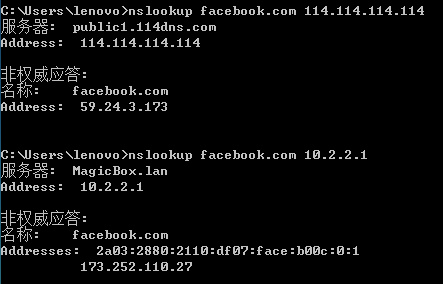 C:\Users\lenovo>nslookup facebook.com 114.114.114.114
服务器:  public1.114dns.com
Address:  114.114.114.114
非权威应答:
名称:    facebook.com
Address:  59.24.3.173
C:\Users\lenovo>nslookup facebook.com 10.2.2.1
服务器:  MagicBox.lan
Address:  10.2.2.1
非权威应答:
名称:    facebook.com
Addresses:  2a03:2880:2110:df07:face:b00c:0:1
173.252.110.27